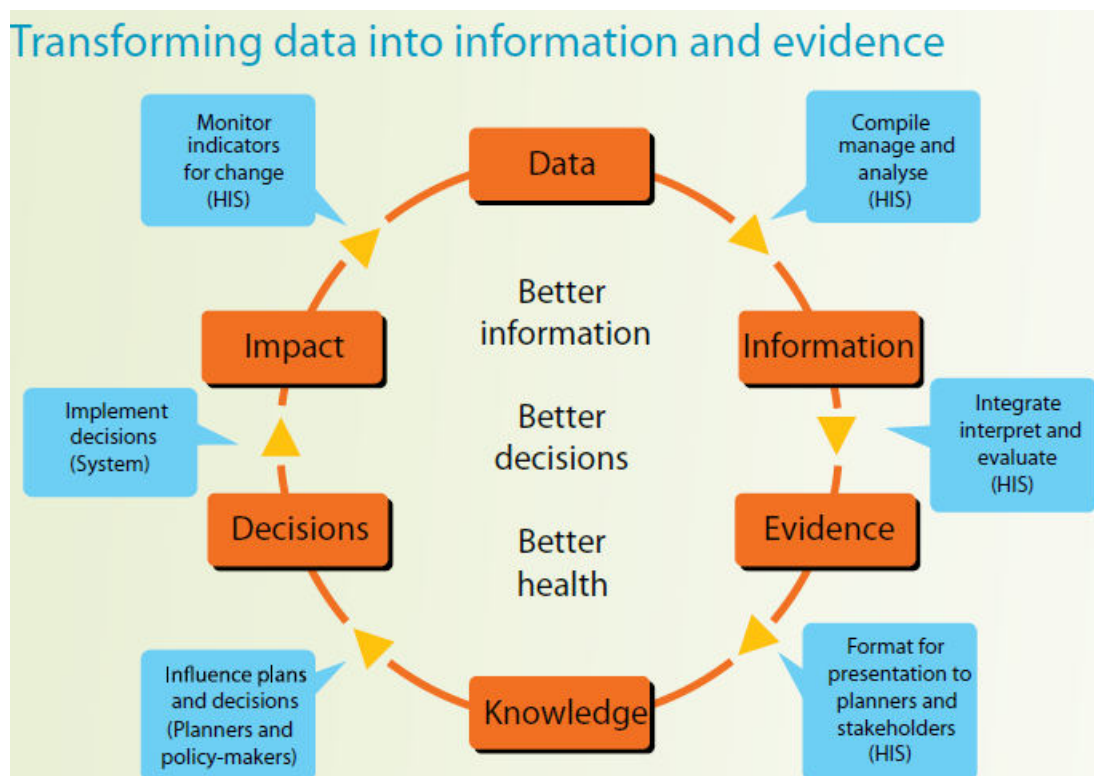 Transforming data into information and evidence
Monitor
indicators
for change
(HIS)
Data
Compile
manage and
analyse
(HIS)
Better
information
Impact
Information
Implement
decisions
(System)
Better
decisions
Integrate
interpret and
evaluate
(HIS)
Decisions
Evidence
Better
health
Influence plans
and decisions
(Planners and
policy-makers)
Knowledge
Format for
presentation to
planners and
stakeholders
(HIS)